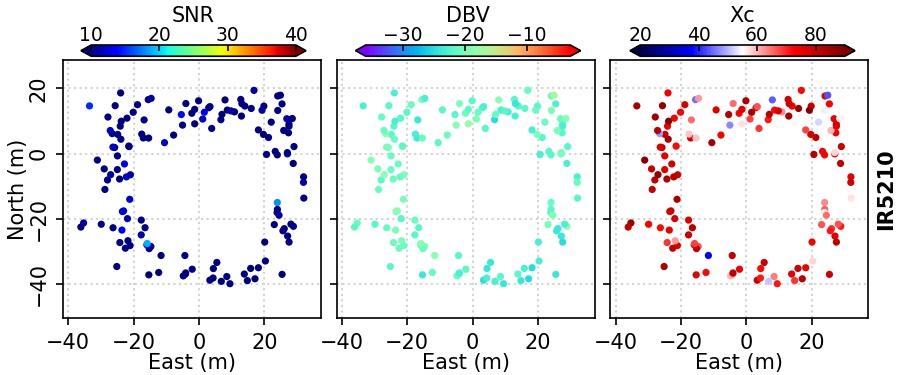 SNR DBV Xc
10 20 30 40 −30 −20 −10 20 40 60 80
20
0
−20
−40
North (m)
−40 −20 0 20 −40 −20 0 20 −40 −20 0 20
East (m) East (m) East (m)
IR5210